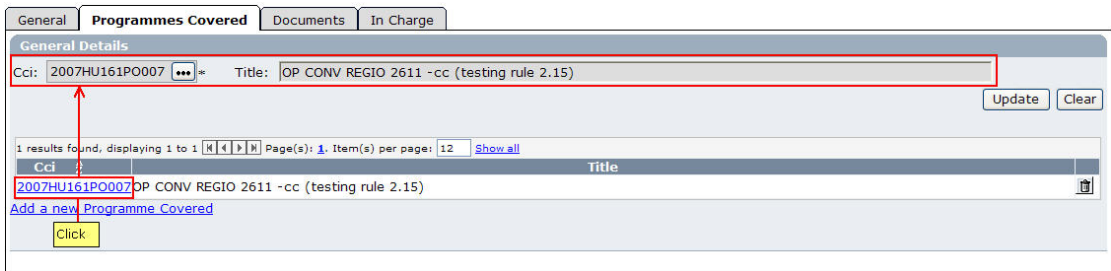 General Programmes Covered Documents In Charge
General Details
Cci: 2007HU161PO007 ... * Title: OP CONV REGIO 2611 -cc (testing rule 2.15)
Update Clear
1 results found, displaying 1 to 1 Page(s): 1. Item(s) per page: 12 Show all
Cci Title
2007HU161PO007 OP CONV REGIO 2611 -cc (testing rule 2.15)
Add a new Programme Covered
Click